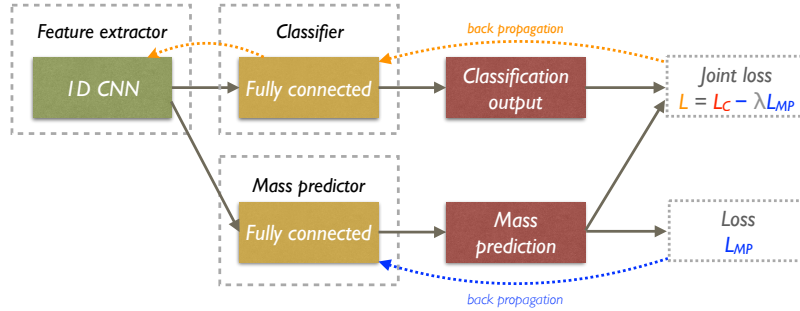 Feature extractor
Classifier
back propagation
1D CNN
Fully connected
Classification
output
Joint loss
L = LC − λLMP
Mass predictor
Fully connected
Mass
prediction
Loss
LMP
back propagation